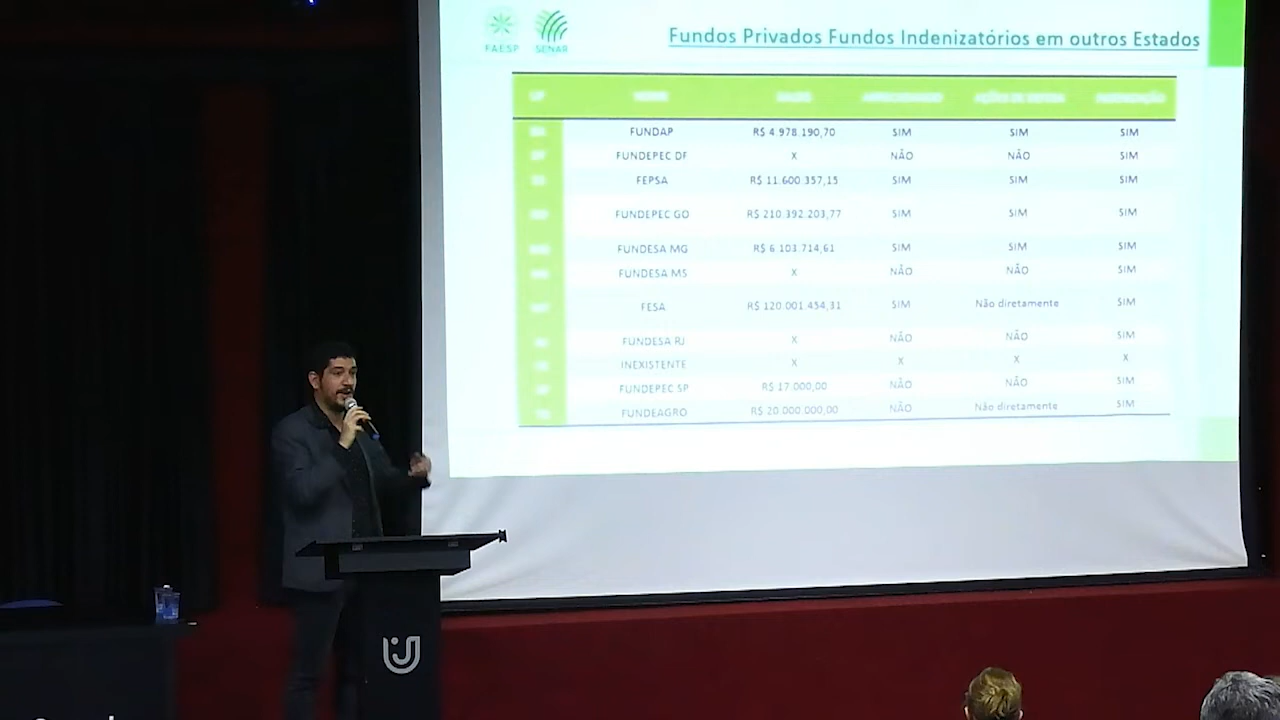 FAESP SENAR
Fundos Privados Fundos Indenizatórios em outros Estados
FUNDAP R$ 4.978.190,70 SIM SIM SIM
FUNDEPEC DF X NÃO NÃO SIM
FEPSA R$ 11.600.357,15 SIM SIM SIM
FUNDEPEC GO R$ 210.392.203,77 SIM SIM SIM
FUNDESA MG R$ 6.103.714,61 SIM SIM SIM
FUNDESA MS X NÃO NÃO SIM
FESA R$ 120.001.454,31 SIM Não diretamente SIM
FUNDESA RJ X NÃO NÃO SIM
INEXISTENTE X X X X
FUNDEPEC SP R$ 17.000,00 NÃO NÃO SIM
FUNDEAGRO R$ 20.000.000,00 NÃO Não diretamente SIM